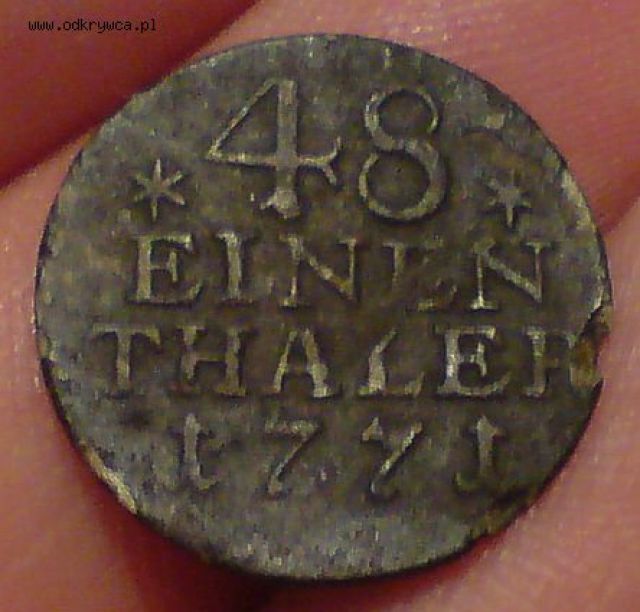 www.odkrywca.pl
* 48 *
EINEN
THALER
1771